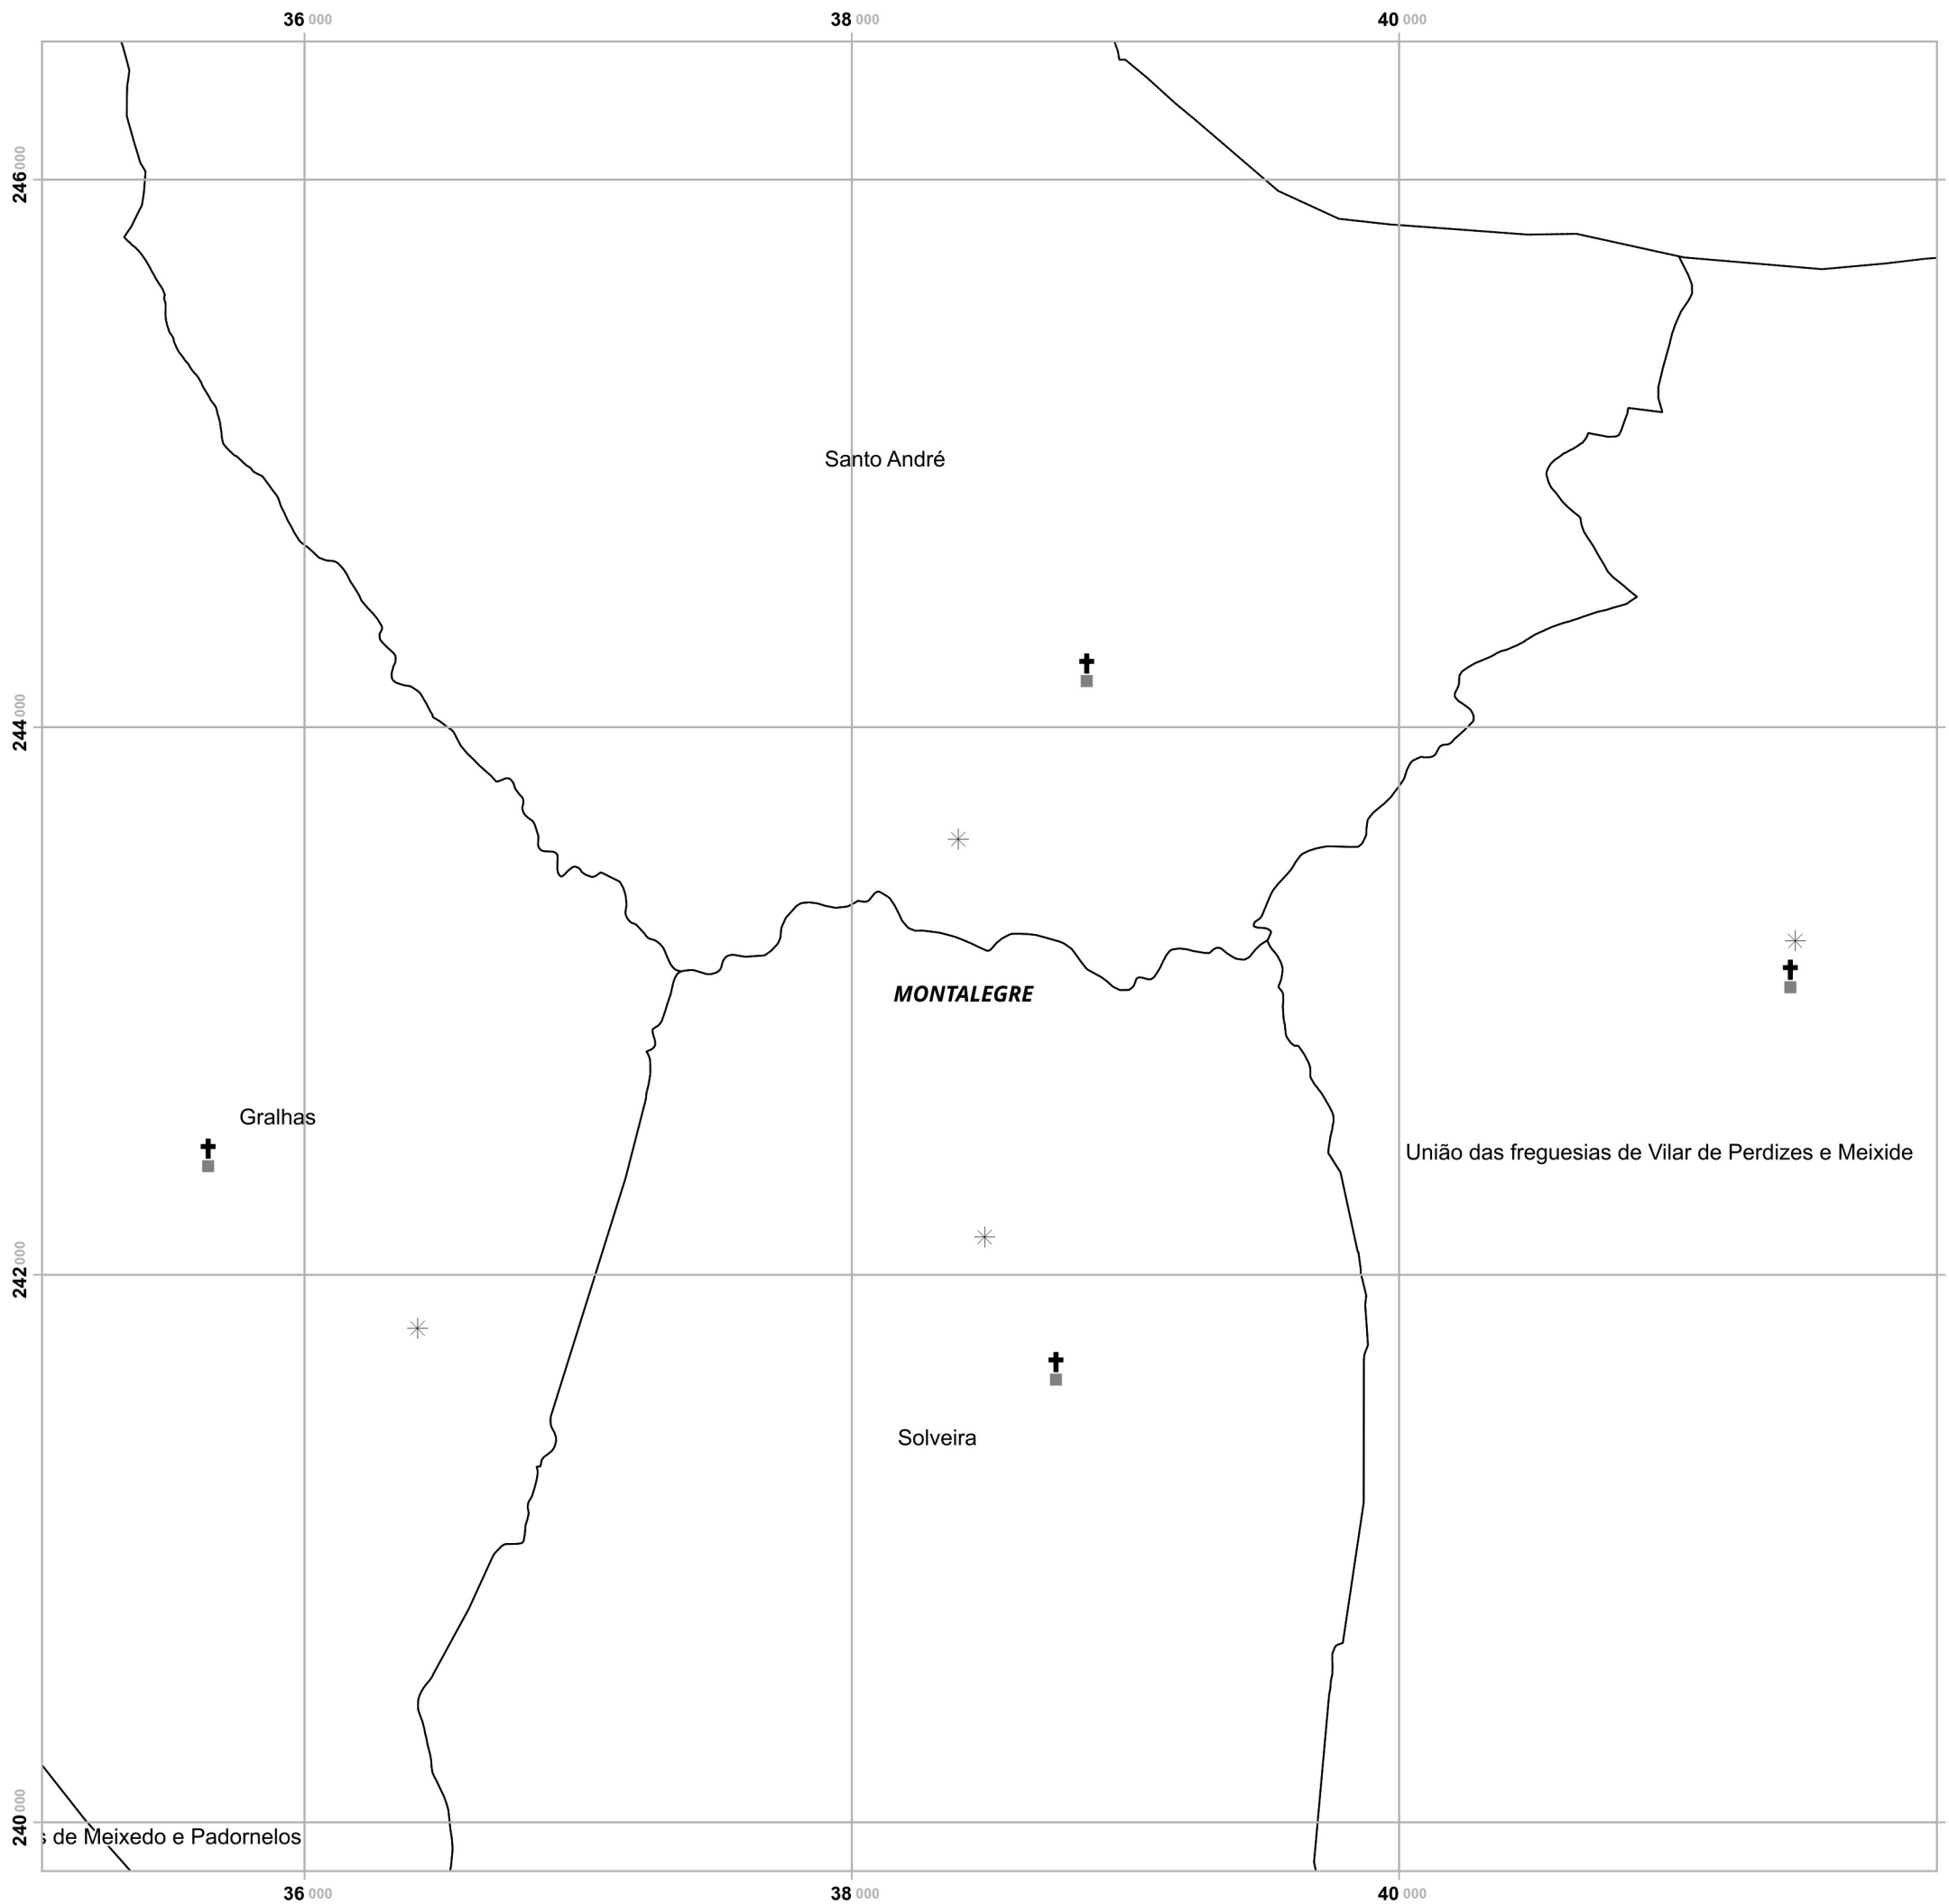 36 000 38 000 40 000
246 000
Santo André
244 000
MONTALEGRE
Gralhas
União das freguesias de Vilar de Perdizes e Meixide
242 000
Solveira
240 000
s de Meixedo e Padornelos
36 000 38 000 40 000